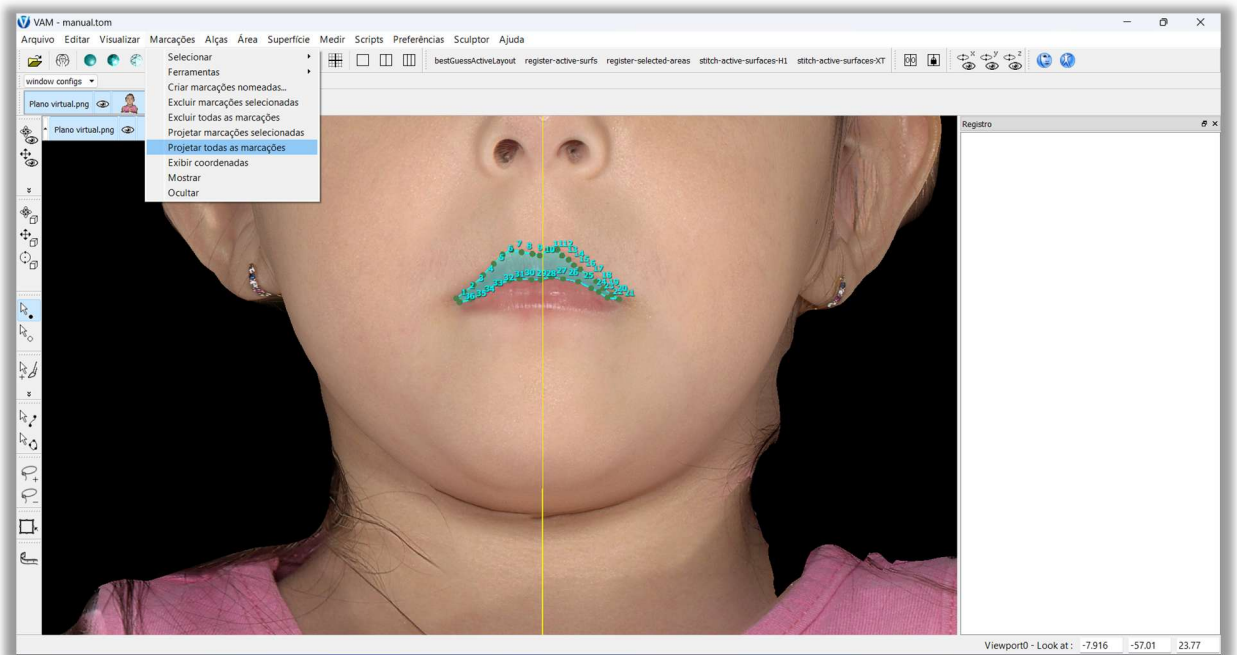 VAM - manual.tom
Arquivo Editar Visualizar Marcações Alças Área Superfície Medir Scripts Preferências Sculptor Ajuda
bestGuessActiveLayout register-active-surfs register-selected-areas stitch-active-surfaces-H1 stitch-active-surfaces-XT
window configs
Plano virtual.png
Plano virtual.png
Selecionar
Ferramentas
Criar marcações nomeadas...
Excluir marcações selecionadas
Excluir todas as marcações
Projetar marcações selecionadas
Projetar todas as marcações
Exibir coordenadas
Mostrar
Ocultar
Registro
Viewport0 - Look at : -7.916 -57.01 23.77